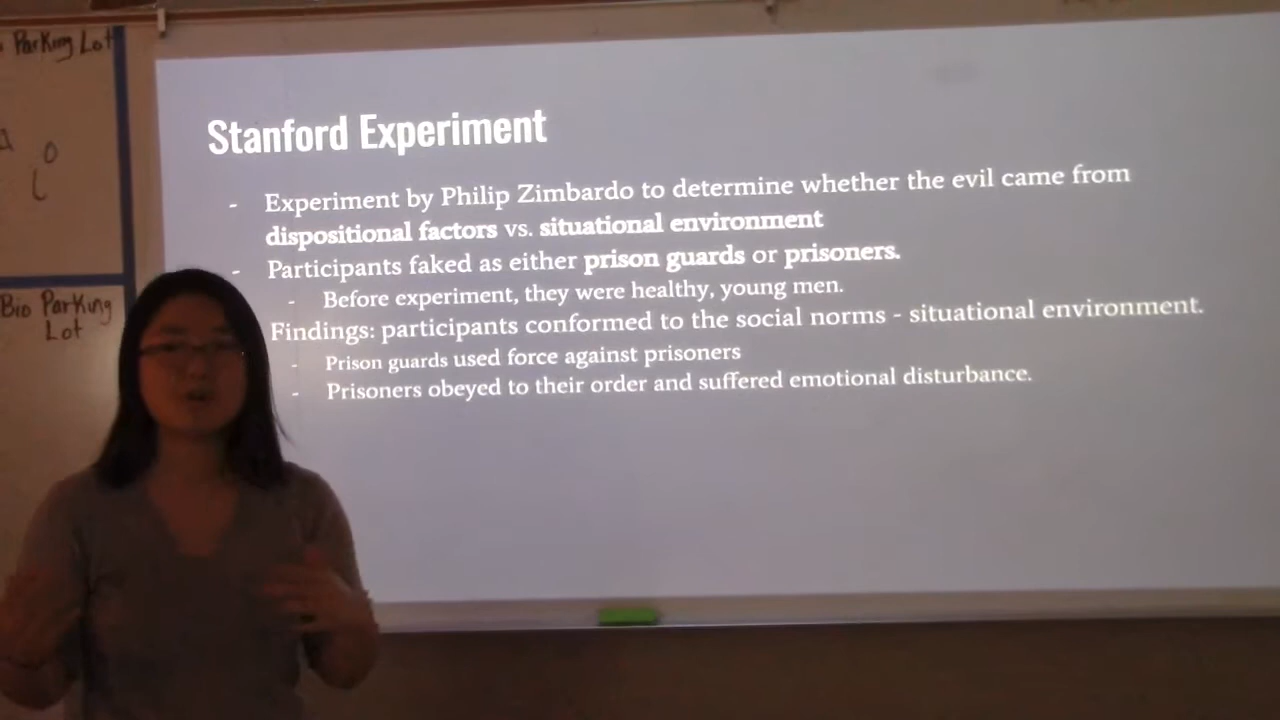 Parking Lot
Bio Parking
Lot
Stanford Experiment
- Experiment by Philip Zimbardo to determine whether the evil came from
dispositional factors vs. situational environment
- Participants faked as either prison guards or prisoners.
- Before experiment, they were healthy, young men.
Findings: participants conformed to the social norms - situational environment.
- Prison guards used force against prisoners
- Prisoners obeyed to their order and suffered emotional disturbance.